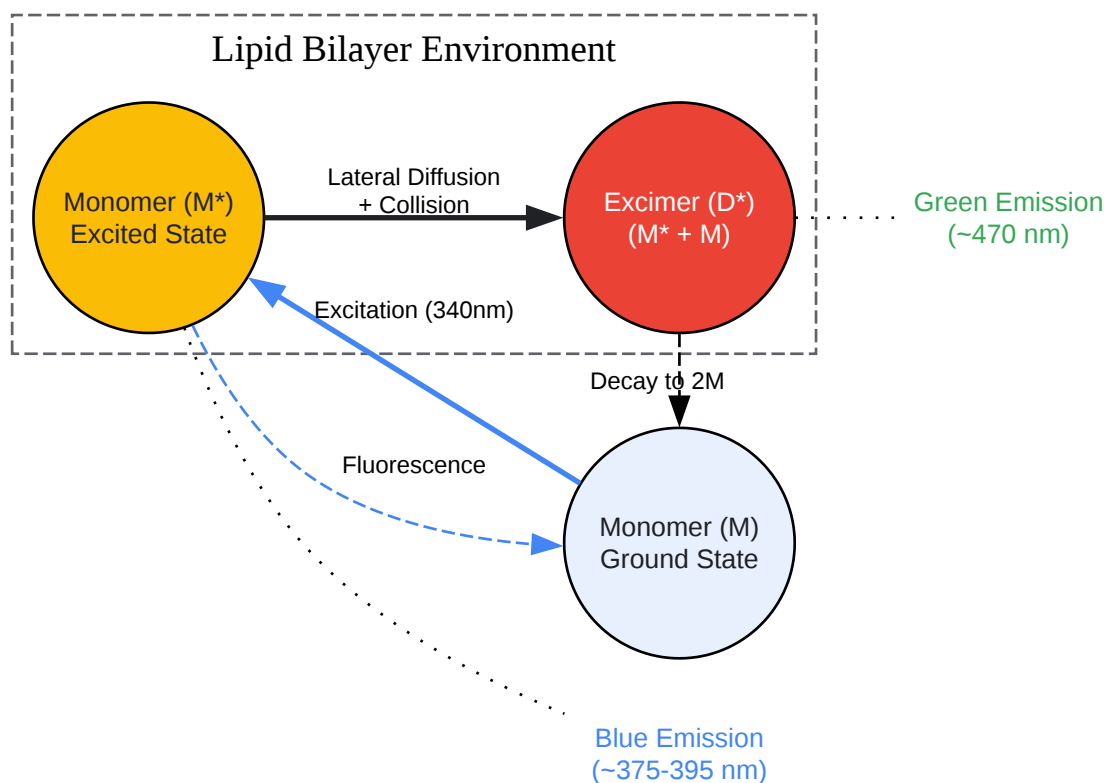 Lipid Bilayer Environment
Monomer (M*)
Excited State
Lateral Diffusion
+ Collision
Excimer (D*)
(M* + M)
Green Emission
(~470 nm)
Excitation (340nm)
Decay to 2M
Fluorescence
Monomer (M)
Ground State
Blue Emission
(~375-395 nm)